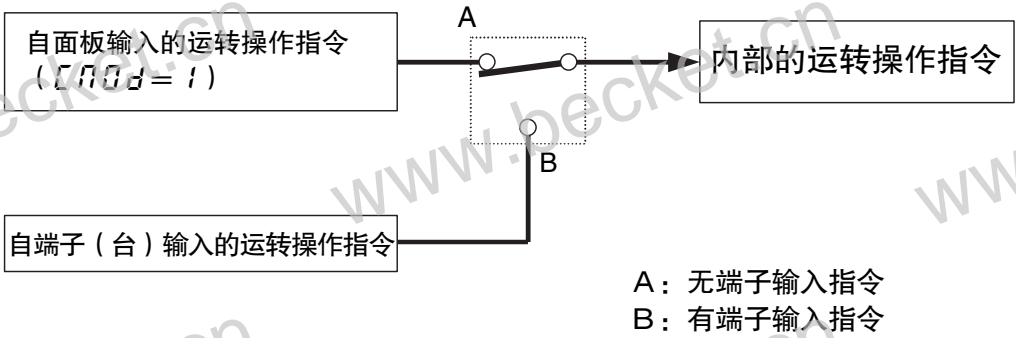 A
自面板输入的运转操作指令
(CMOd=1)
内部的运转操作指令
B
自端子(台)输入的运转操作指令
A:无端子输入指令
B:有端子输入指令
www.becket.cn